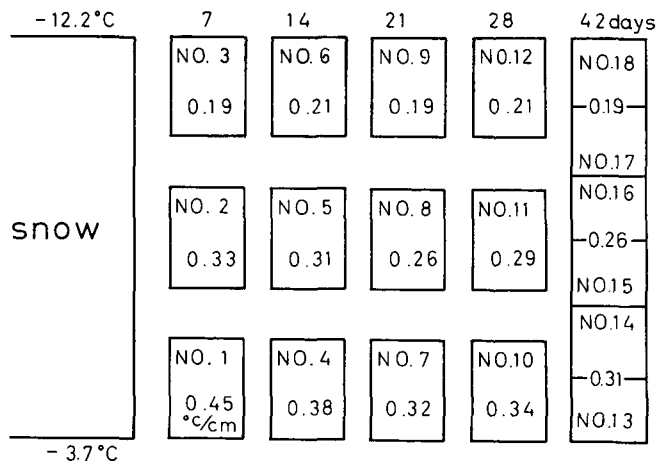 -12.2°C 7 14 21 28 42days
NO. 3 NO. 6 NO. 9 NO.12 NO.18
0.19 0.21 0.19 0.21 0.19
NO.17
NO. 2 NO. 5 NO. 8 NO.11 NO.16
snow
0.33 0.31 0.26 0.29 0.26
NO.15
NO. 1 NO. 4 NO. 7 NO.10 NO.14
0.45 0.38 0.32 0.34 0.31
°C/cm
NO.13
-3.7°C